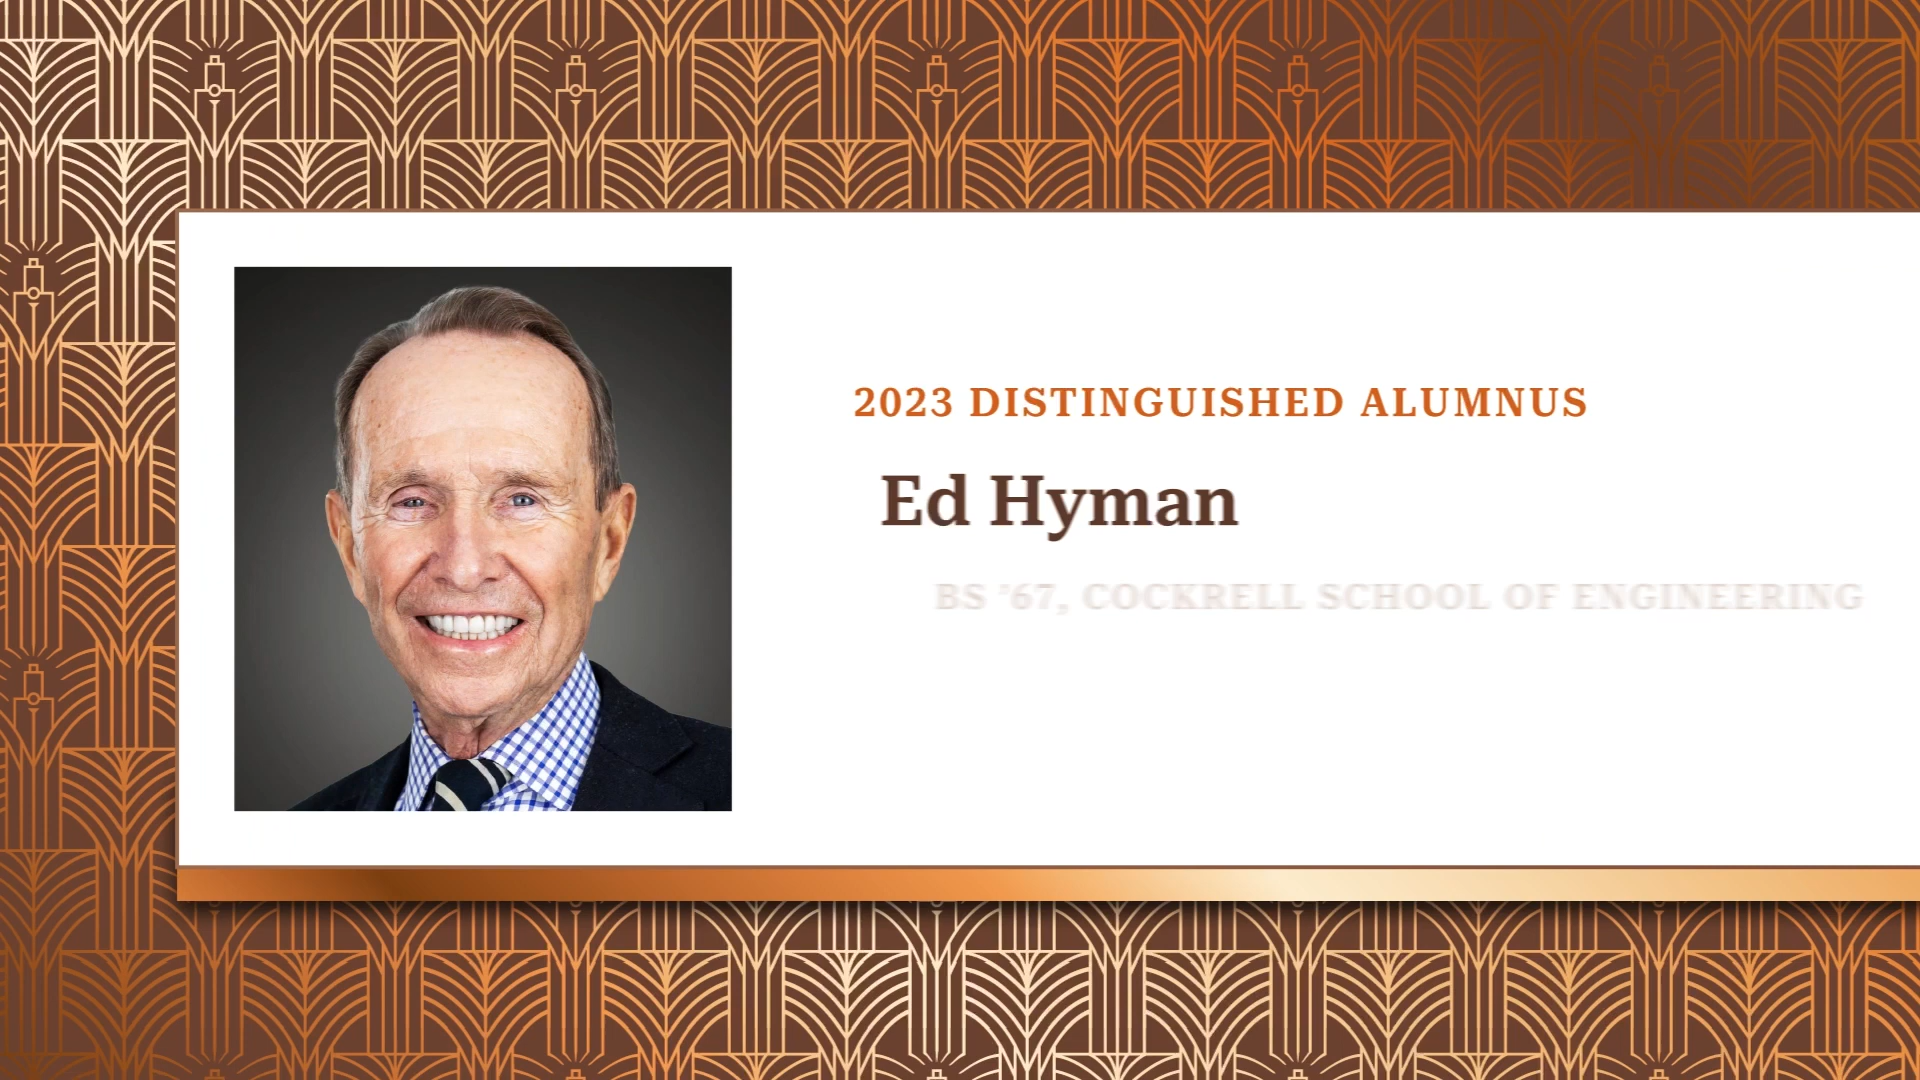 2023 DISTINGUISHED ALUMNUS
Ed Hyman
BS '67, COCKRELL SCHOOL OF ENGINEERING